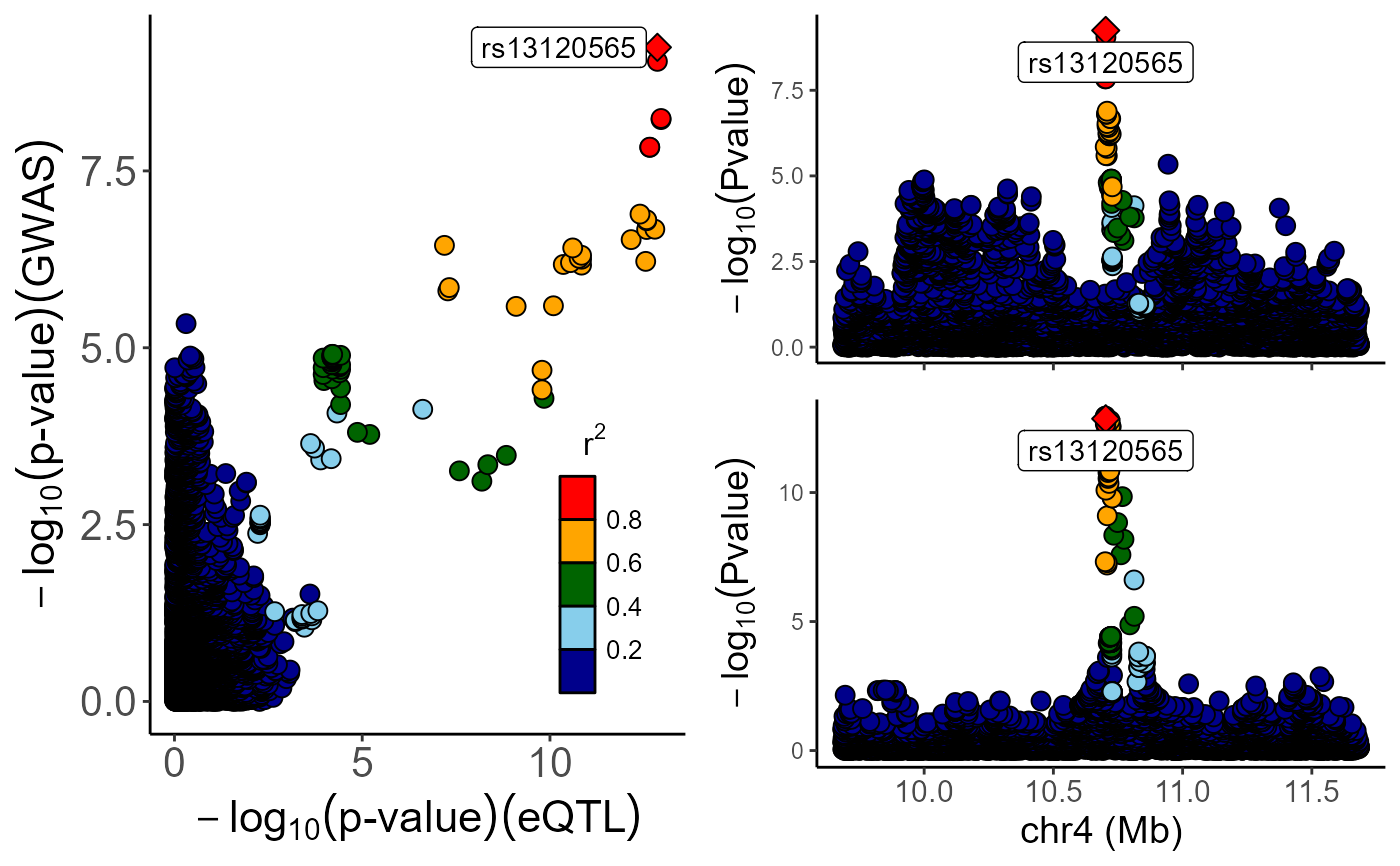 rs13120565
−log₁₀(p-value)(GWAS)
7.5
5.0
2.5
0.0
r²
0.8
0.6
0.4
0.2
0
5
10
−log₁₀(p-value)(eQTL)
rs13120565
−log₁₀(Pvalue)
7.5
5.0
2.5
0.0
rs13120565
−log₁₀(Pvalue)
10
5
0
10.0 10.5 11.0 11.5
chr4 (Mb)